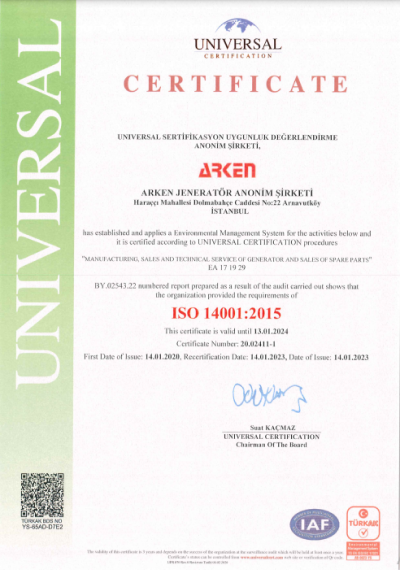 UNIVERSAL
UNIVERSAL
CERTIFICATION
CERTIFICATE
UNIVERSAL SERTİFİKASYON UYGUNLUK DEĞERLENDİRME
ANONİM ŞİRKETİ,
ARKEN
ARKEN JENERATÖR ANONİM ŞİRKETİ
Haraççı Mahallesi Dolmabahçe Caddesi No:22 Arnavutköy
İSTANBUL
has established and applies a Environmental Management System for the activities below and
it is certified according to UNIVERSAL CERTIFICATION procedures
"MANUFACTURING, SALES AND TECHNICAL SERVICE OF GENERATOR AND SALES OF SPARE PARTS"
EA 17 19 29
BY.02543.22 numbered report prepared as a result of the audit carried out shows that
the organization provided the requirements of
ISO 14001:2015
This certificate is valid until 13.01.2024
Certificate Number: 20.02411-1
First Date of Issue: 14.01.2020, Recertification Date: 14.01.2023, Date of Issue: 14.01.2023
Suat KAÇMAZ
UNIVERSAL CERTIFICATION
Chairman Of The Board
TÜRKAK BDS NO
YS-85AD-D7E2
IAF
TÜRKAK